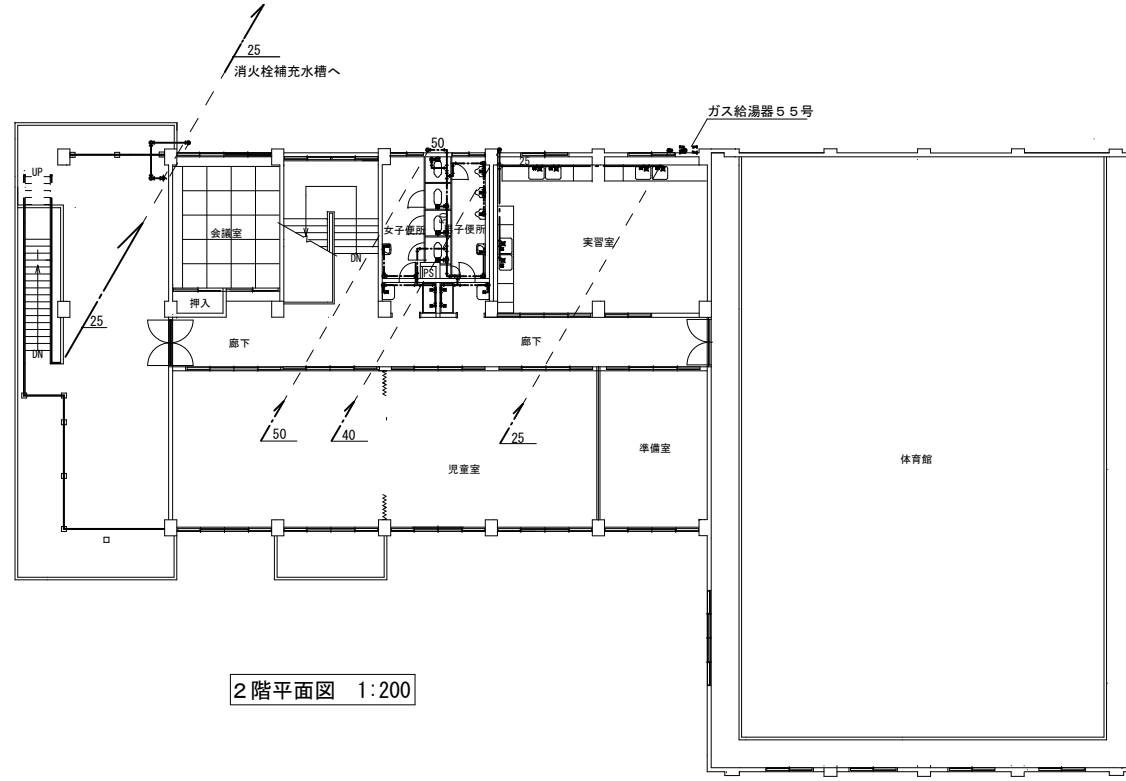 25
消火栓補充水槽へ
ガス給湯器55号
50
25
UP
会議室
女子便所
男子便所
実習室
DN
PS
押入
25
DN
廊下
廊下
50
40
25
児童室
準備室
体育館
2階平面図 1:200